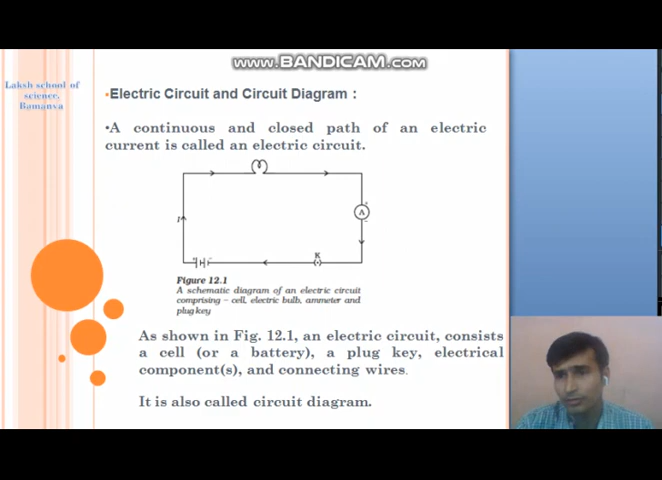 www.BANDICAM.com
Laksh school of
science,
Bamanva
•Electric Circuit and Circuit Diagram :
•A continuous and closed path of an electric
current is called an electric circuit.
+
A
−
I
+ −
K
Figure 12.1
A schematic diagram of an electric circuit
comprising – cell, electric bulb, ammeter and
plug key
As shown in Fig. 12.1, an electric circuit, consists
a cell (or a battery), a plug key, electrical
component(s), and connecting wires.
It is also called circuit diagram.